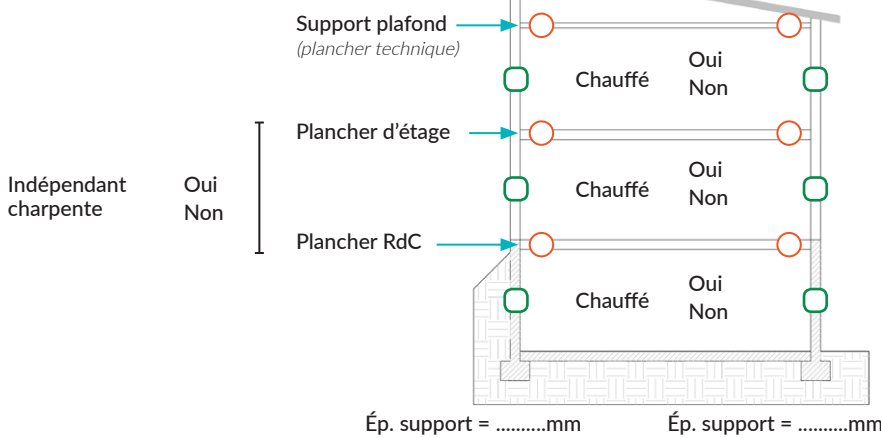 Support plafond
(plancher technique)
Chauffé
Oui
Non
Plancher d’étage
Indépendant
charpente
Oui
Non
Chauffé
Oui
Non
Plancher RdC
Chauffé
Oui
Non
Ép. support = ..........mm
Ép. support = ..........mm